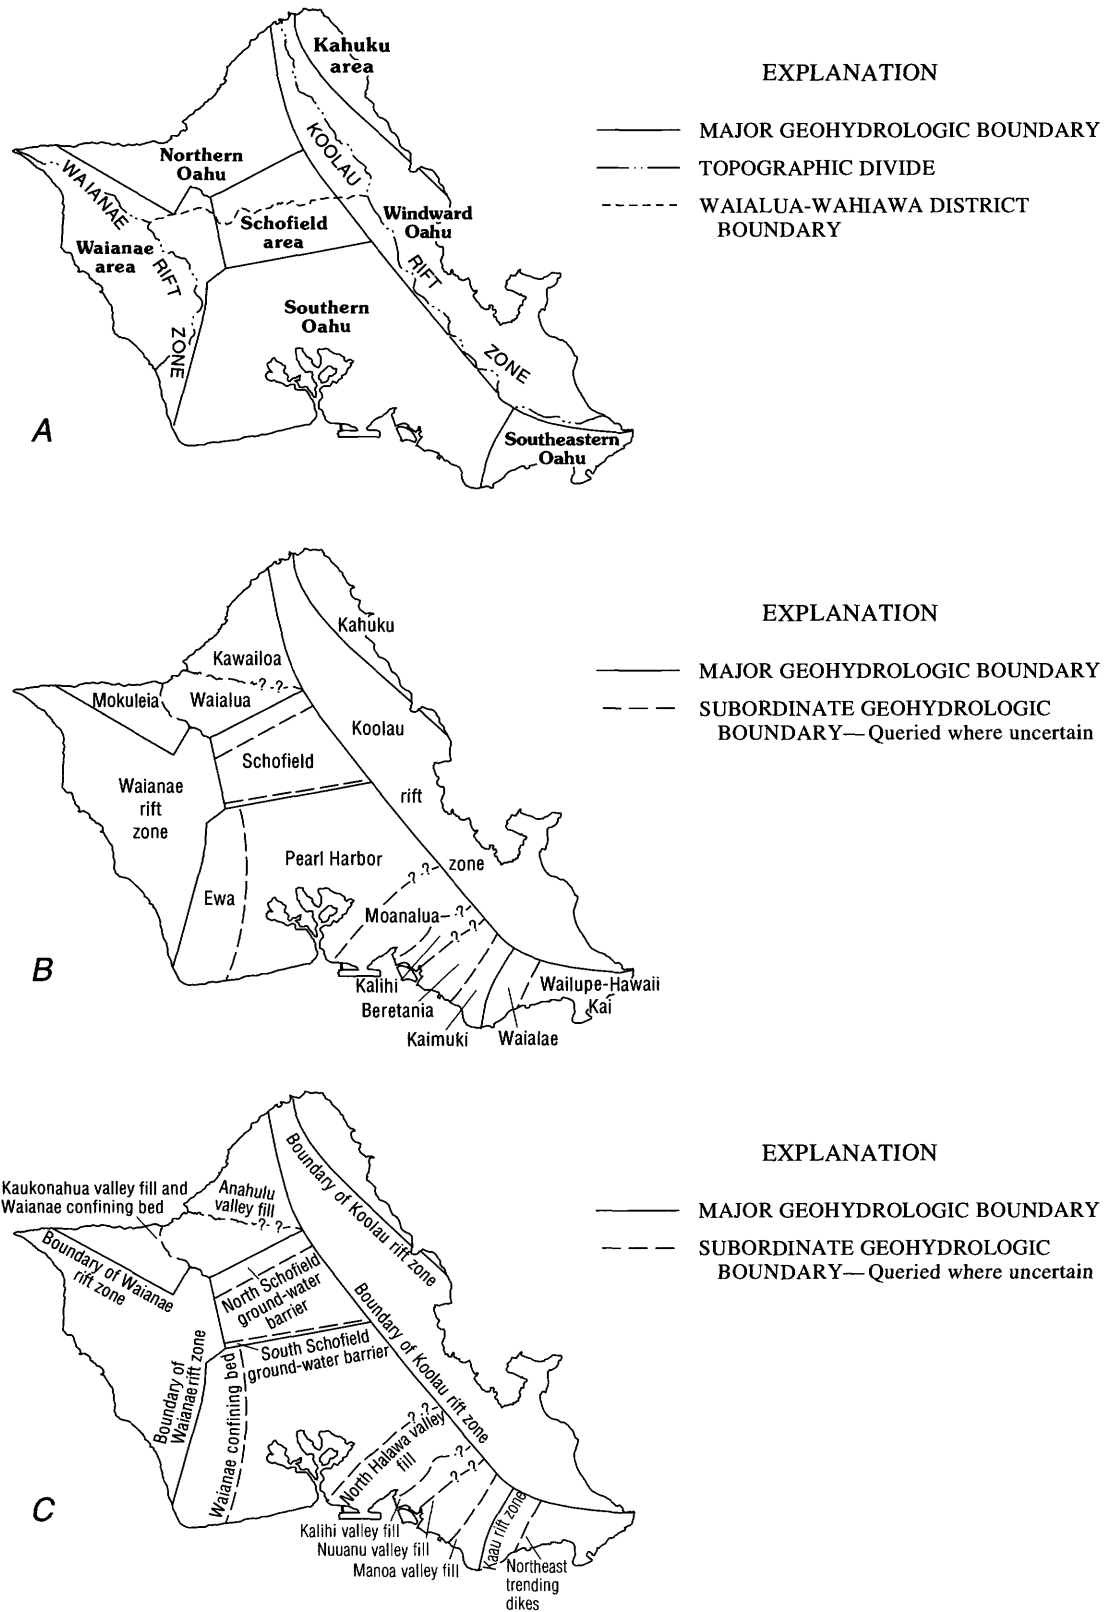 Kahuku
area
KOOLAU
Northern
Oahu
WAIANAE
Schofield
area
Windward
Oahu
Waianae
area
RIFT
RIFT
Southern
Oahu
ZONE
ZONE
Southeastern
Oahu
A
EXPLANATION
MAJOR GEOHYDROLOGIC BOUNDARY
TOPOGRAPHIC DIVIDE
WAIALUA-WAHIAWA DISTRICT
BOUNDARY
Kahuku
Kawailoa
? ?
Mokuleia
Waialua
Koolau
Schofield
Waianae
rift
zone
rift
Pearl Harbor
zone
? ?
Ewa
Moanalua
?
? ?
Kalihi
Beretania
Kaimuki
Waialae
Wailupe-Hawaii
Kai
B
EXPLANATION
MAJOR GEOHYDROLOGIC BOUNDARY
SUBORDINATE GEOHYDROLOGIC
BOUNDARY—Queried where uncertain
Boundary of Koolau rift zone
Kaukonahua valley fill and
Waianae confining bed
Anahulu
valley fill
? ?
Boundary of Waianae
rift zone
North Schofield
ground-water
barrier
Boundary of Koolau rift zone
South Schofield
ground-water barrier
Boundary of
Waianae rift zone
Waianae confining bed
? ?
North Halawa valley
fill
?
? ?
Kalihi valley fill
Nuuanu valley fill
Manoa valley fill
Kaau rift zone
Northeast
trending
dikes
C
EXPLANATION
MAJOR GEOHYDROLOGIC BOUNDARY
SUBORDINATE GEOHYDROLOGIC
BOUNDARY—Queried where uncertain